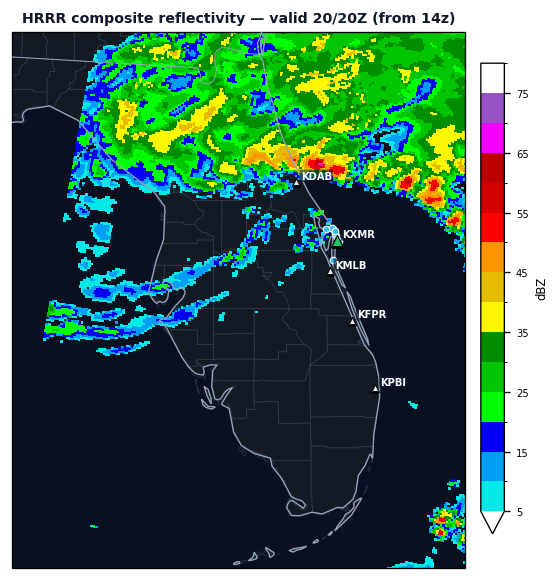 HRRR composite reflectivity — valid 20/20Z (from 14z)
KDAB
KXMR
KMLB
KFPR
KPBI
75
65
55
45
35
25
15
5
dBZ